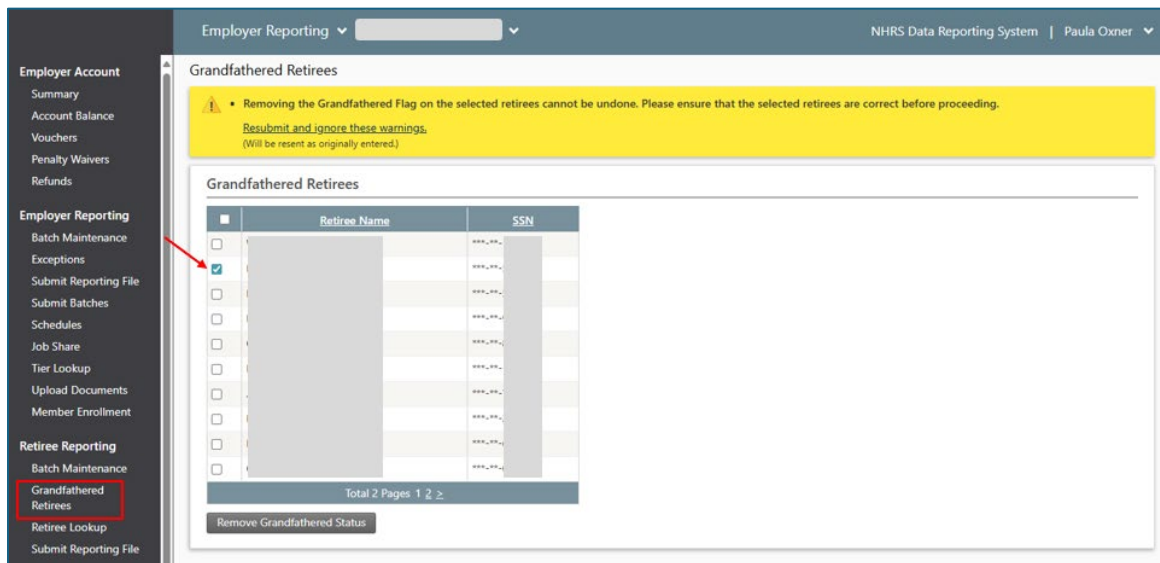 Employer Reporting
NHRS Data Reporting System | Paula Oxner
Employer Account
Summary
Account Balance
Vouchers
Penalty Waivers
Refunds
Employer Reporting
Batch Maintenance
Exceptions
Submit Reporting File
Submit Batches
Schedules
Job Share
Tier Lookup
Upload Documents
Member Enrollment
Retiree Reporting
Batch Maintenance
Grandfathered
Retirees
Retiree Lookup
Submit Reporting File
Grandfathered Retirees
• Removing the Grandfathered Flag on the selected retirees cannot be undone. Please ensure that the selected retirees are correct before proceeding.
Resubmit and ignore these warnings.
(Will be resent as originally entered.)
Grandfathered Retirees
Retiree Name SSN
***-**-
***-**-
***-**-
***-**-
***-**-
***-**-
***-**-
***-**-
***-**-
***-**-
Total 2 Pages 1 2 >
Remove Grandfathered Status